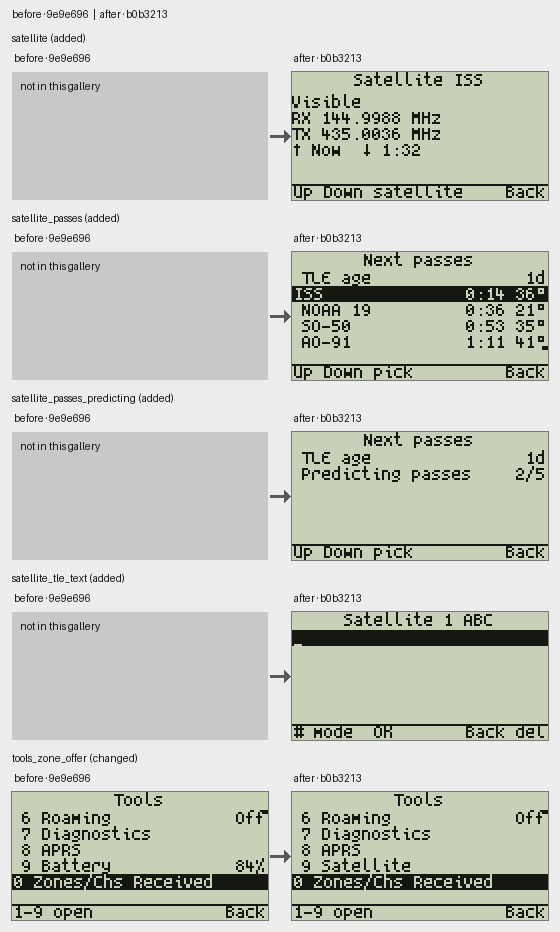 before · 9e9e696 | after · b0b3213
satellite (added)
before · 9e9e696
after · b0b3213
not in this gallery
Satellite ISS
Visible
RX 144.9988 MHz
TX 435.0036 MHz
↑ Now ↓ 1:32
Up Down satellite Back
satellite_passes (added)
before · 9e9e696
after · b0b3213
not in this gallery
Next passes
TLE age 1d
ISS 0:14 36°
NOAA 19 0:36 21°
SO-50 0:53 35°
AO-91 1:11 41°
Up Down pick Back
satellite_passes_predicting (added)
before · 9e9e696
after · b0b3213
not in this gallery
Next passes
TLE age 1d
Predicting passes 2/5
Up Down pick Back
satellite_tle_text (added)
before · 9e9e696
after · b0b3213
not in this gallery
Satellite 1 ABC
_
# mode OK Back del
tools_zone_offer (changed)
before · 9e9e696
after · b0b3213
Tools
6 Roaming Off
7 Diagnostics
8 APRS
9 Battery 84%
0 Zones/Chs Received
1-9 open Back
Tools
6 Roaming Off
7 Diagnostics
8 APRS
9 Satellite
0 Zones/Chs Received
1-9 open Back